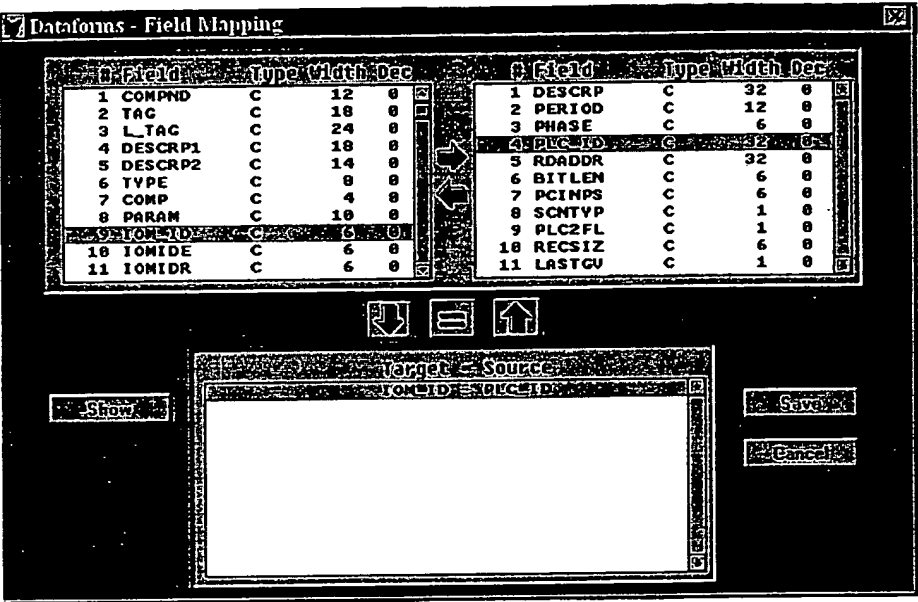 Dataforms - Field Mapping
# Field Type Width Dec
1 COMPND C 12 0
2 TAG C 18 0
3 L_TAG C 24 0
4 DESCRP1 C 18 0
5 DESCRP2 C 14 0
6 TYPE C 8 0
7 COMP C 4 0
8 PARAM C 10 0
9 IOM_ID C 6 0
10 IOMIDE C 6 0
11 IOMIDR C 6 0
# Field Type Width Dec
1 DESCRP C 32 0
2 PERIOD C 12 0
3 PHASE C 6 0
4 PLC_ID C 32 0
5 RDADDR C 32 0
6 BITLEN C 6 0
7 PCINPS C 6 0
8 SCNTYP C 1 0
9 PLC2FL C 1 0
10 RECSIZ C 6 0
11 LASTGV C 1 0
Target - Source
IOM_ID - PLC_ID
Show
Save
Cancel